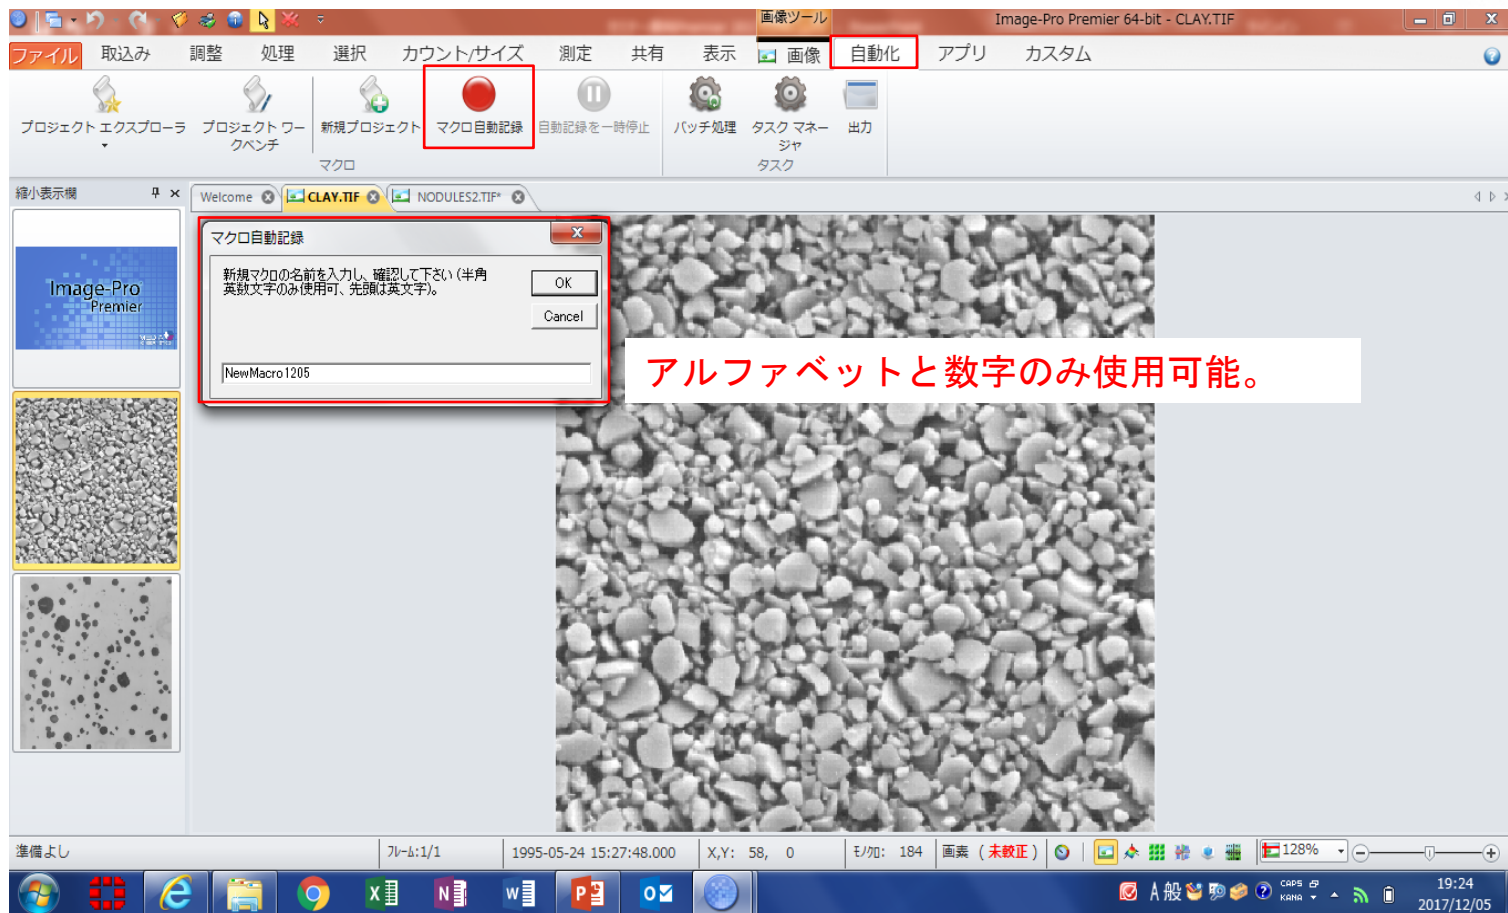 画像ツール
Image-Pro Premier 64-bit - CLAY.TIF
ファイル 取込み 調整 処理 選択 カウント/サイズ 測定 共有 表示 画像 自動化 アプリ カスタム
プロジェクト エクスプローラ
プロジェクト ワー
クベンチ
新規プロジェクト
マクロ自動記録
自動記録を一時停止
バッチ処理
タスク マネー
ジャ
出力
マクロ
タスク
縮小表示欄
Welcome
CLAY.TIF
NODULES2.TIF*
マクロ自動記録
新規マクロの名前を入力し、確認して下さい (半角
英数文字のみ使用可、先頭は英文字)。
OK
Cancel
NewMacro1205
アルファベットと数字のみ使用可能。
Image-Pro
Premier
準備よし
フレーム:1/1
1995-05-24 15:27:48.000
X,Y: 58, 0
モノクロ: 184
画素 ( 未較正 )
128%
A 般
CAPS
KANA
19:24
2017/12/05